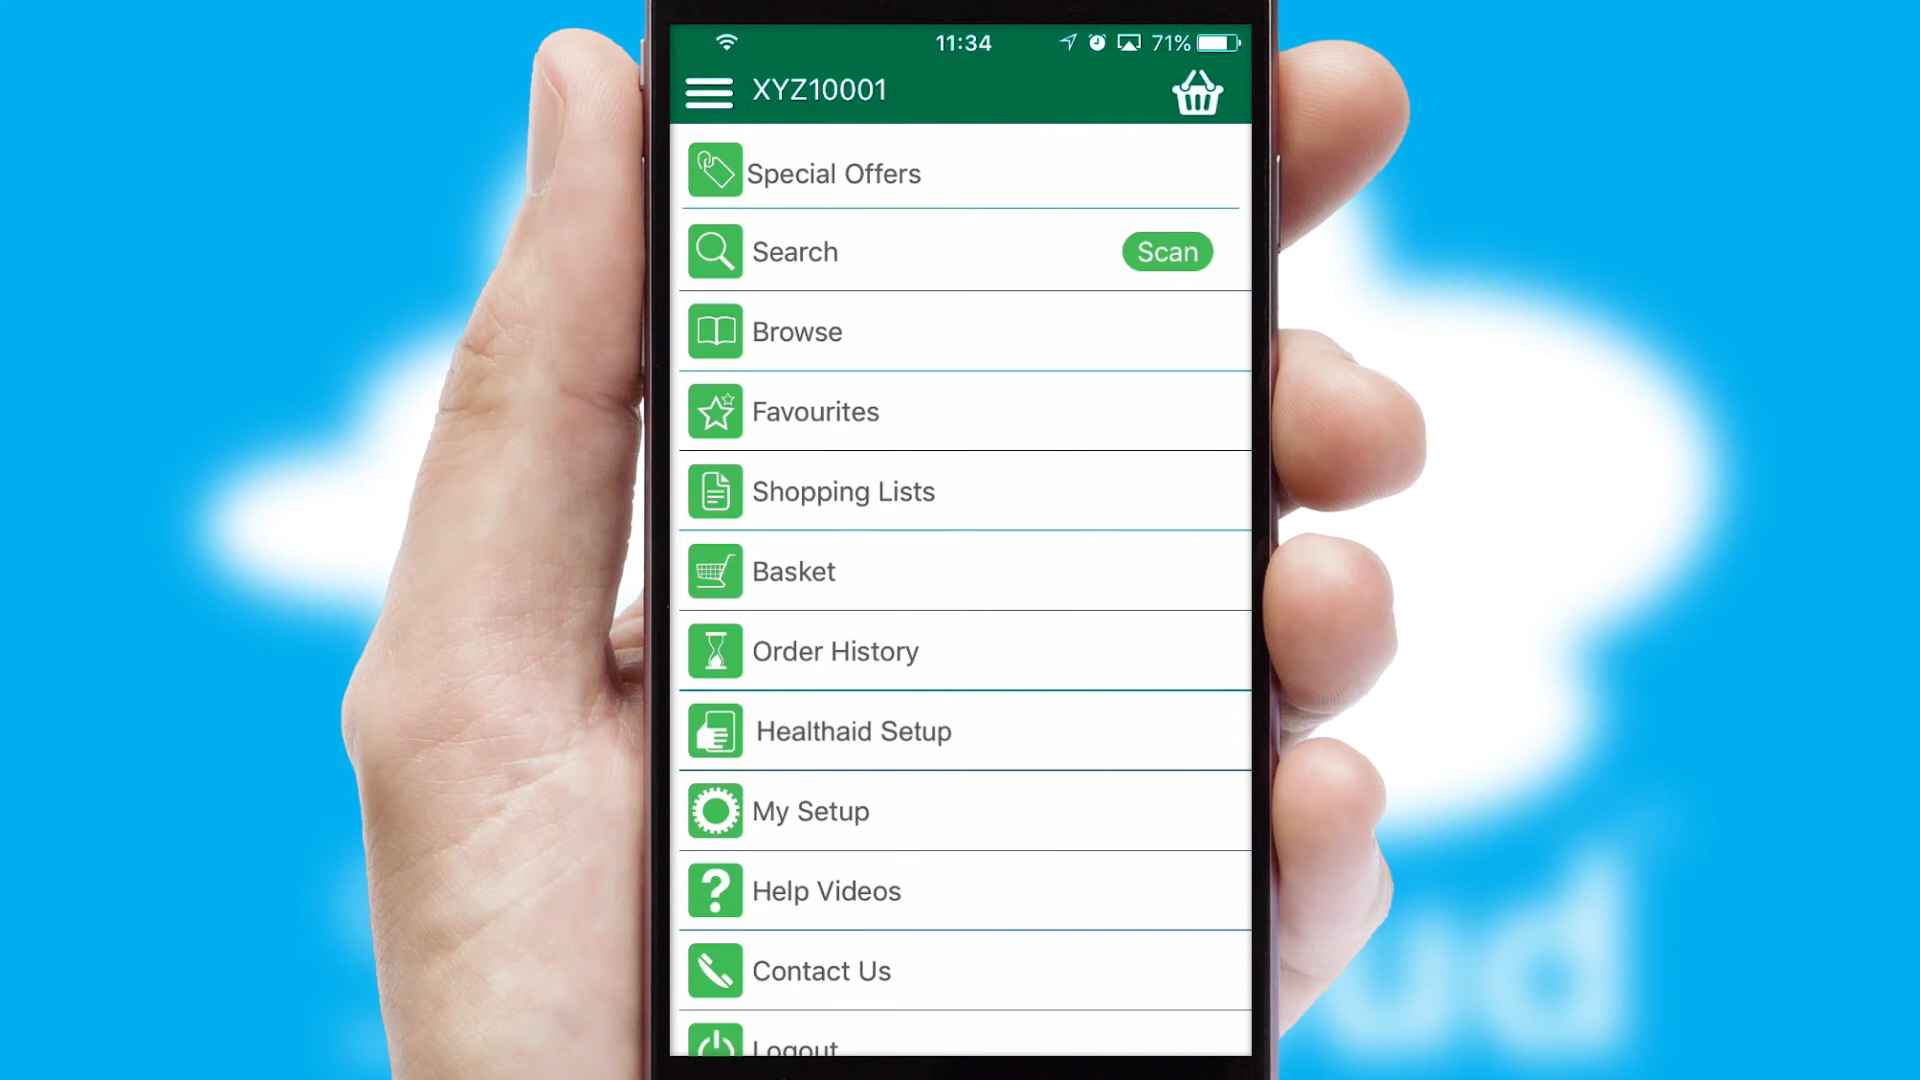 11:34 71%
XYZ10001
Special Offers
Search Scan
Browse
Favourites
Shopping Lists
Basket
Order History
Healthaid Setup
My Setup
Help Videos
Contact Us
Logout
ud